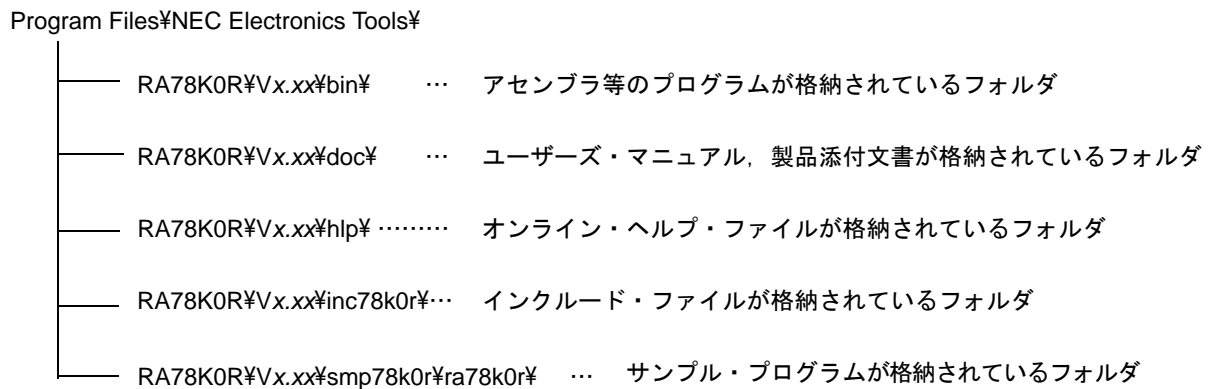 Program Files¥NEC Electronics Tools¥
RA78K0R¥Vx.xx¥bin¥ … アセンブラ等のプログラムが格納されているフォルダ
RA78K0R¥Vx.xx¥doc¥ … ユーザーズ・マニュアル，製品添付文書が格納されているフォルダ
RA78K0R¥Vx.xx¥hlp¥ ……… オンライン・ヘルプ・ファイルが格納されているフォルダ
RA78K0R¥Vx.xx¥inc78k0r¥… インクルード・ファイルが格納されているフォルダ
RA78K0R¥Vx.xx¥smp78k0r¥ra78k0r¥ … サンプル・プログラムが格納されているフォルダ